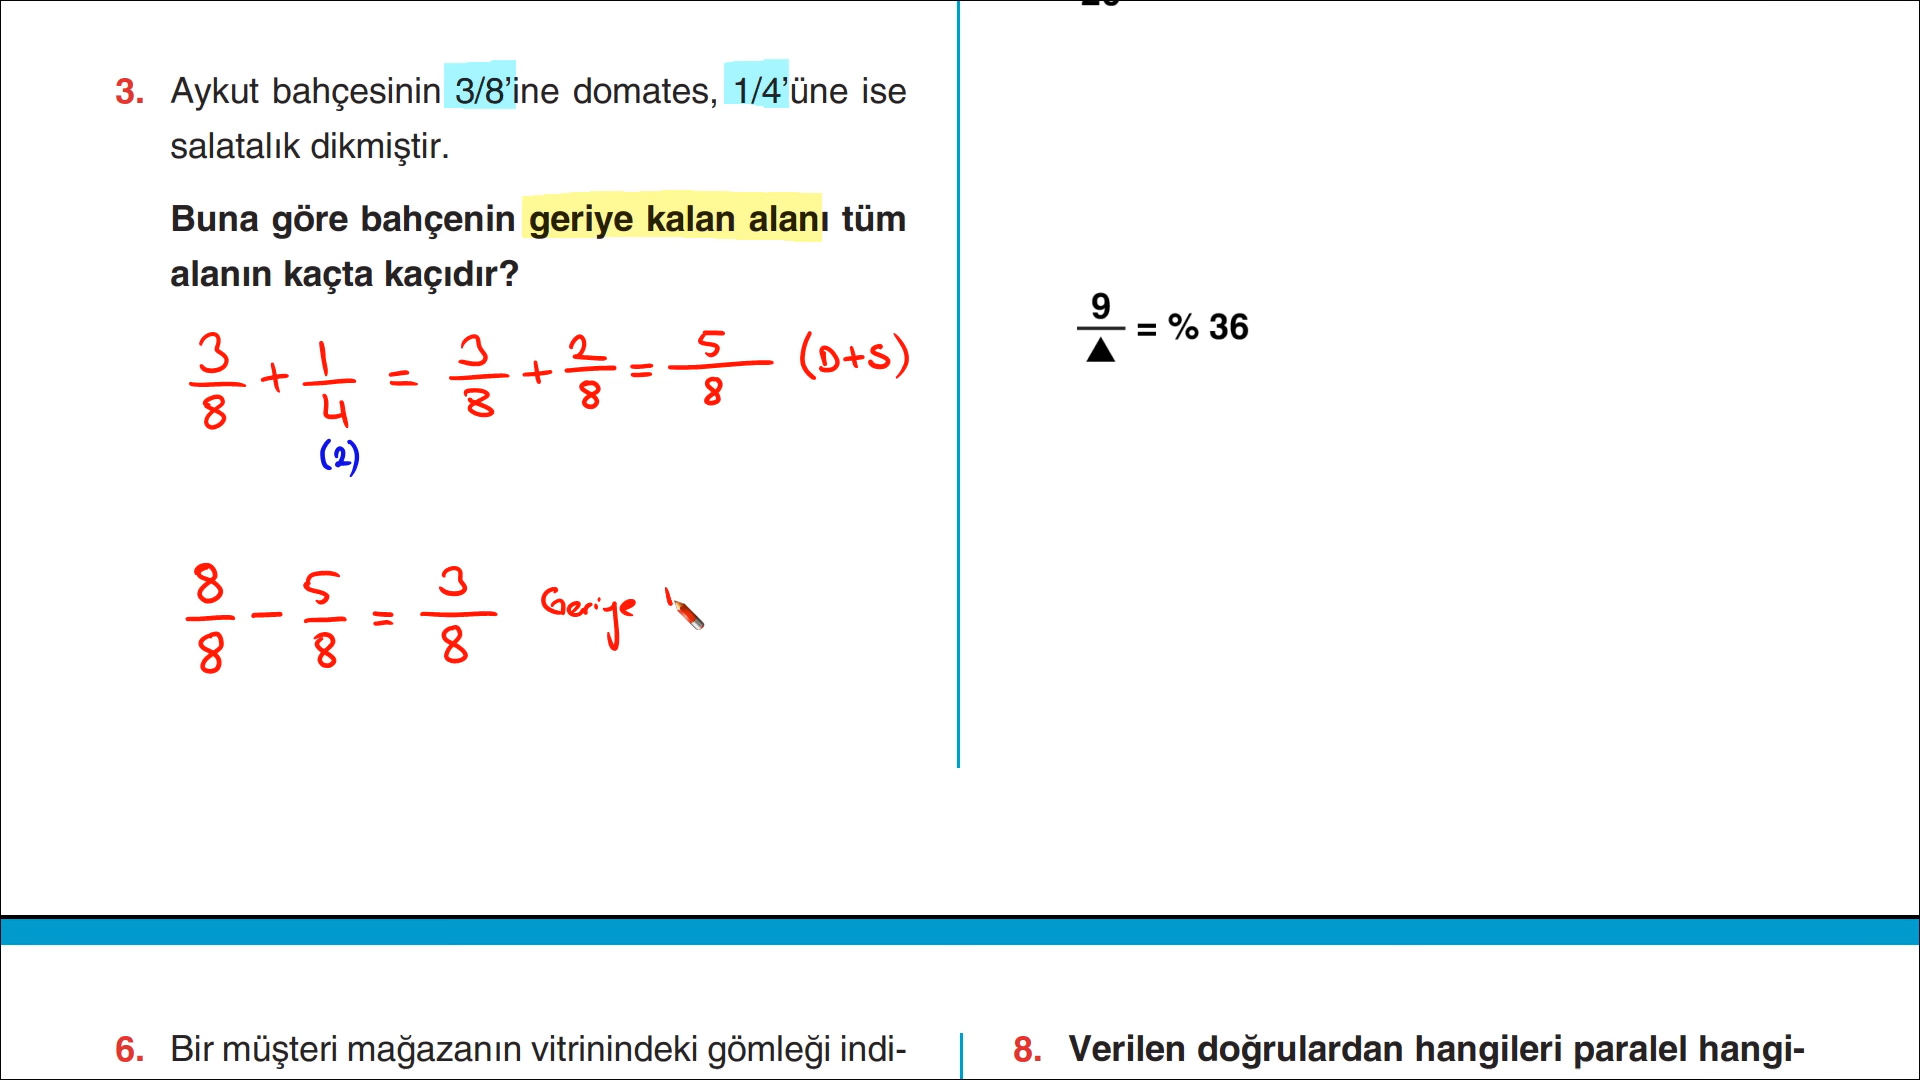 3. Aykut bahçesinin 3/8’ine domates, 1/4’üne ise
salatalık dikmiştir.
Buna göre bahçenin geriye kalan alanı tüm
alanın kaçta kaçıdır?
3/8 + 1/4 = 3/8 + 2/8 = 5/8 (D+S)
(2)
8/8 - 5/8 = 3/8 Geriye
9/▲ = % 36
6. Bir müşteri mağazanın vitrinindeki gömleği indi-
8. Verilen doğrulardan hangileri paralel hangi-